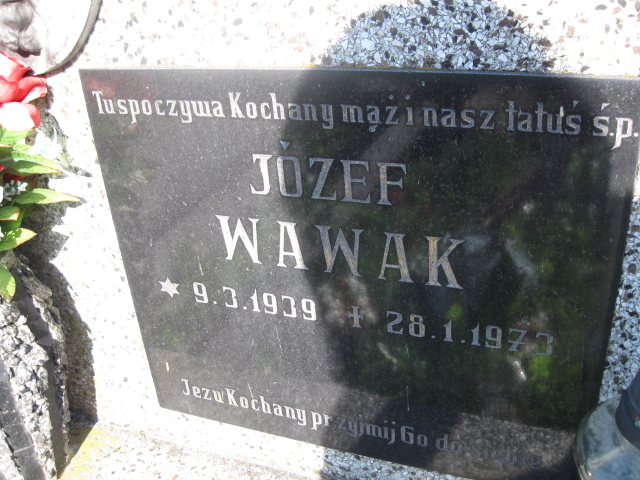 Tu spoczywa Kochany mąż i nasz tatuś ś.p.
JÓZEF
WAWAK
* 9.3.1939 † 28.1.1973
Jezu Kochany przyjmij Go do